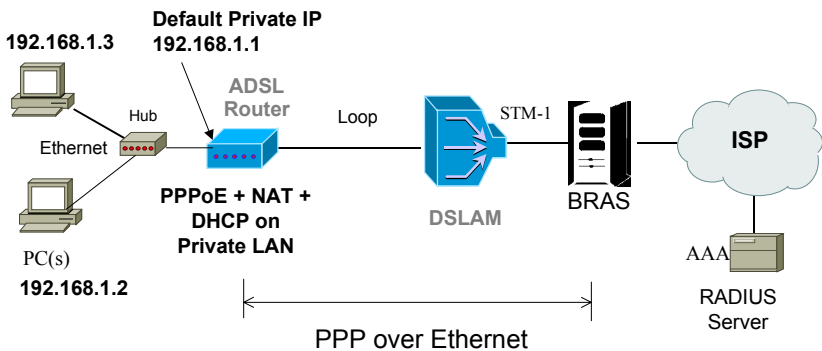 Default Private IP
192.168.1.1
192.168.1.3
ADSL
Router
Hub
Ethernet
Loop
STM-1
ISP
PPPoE + NAT +
DHCP on
Private LAN
DSLAM
BRAS
PC(s)
192.168.1.2
AAA
RADIUS
Server
PPP over Ethernet